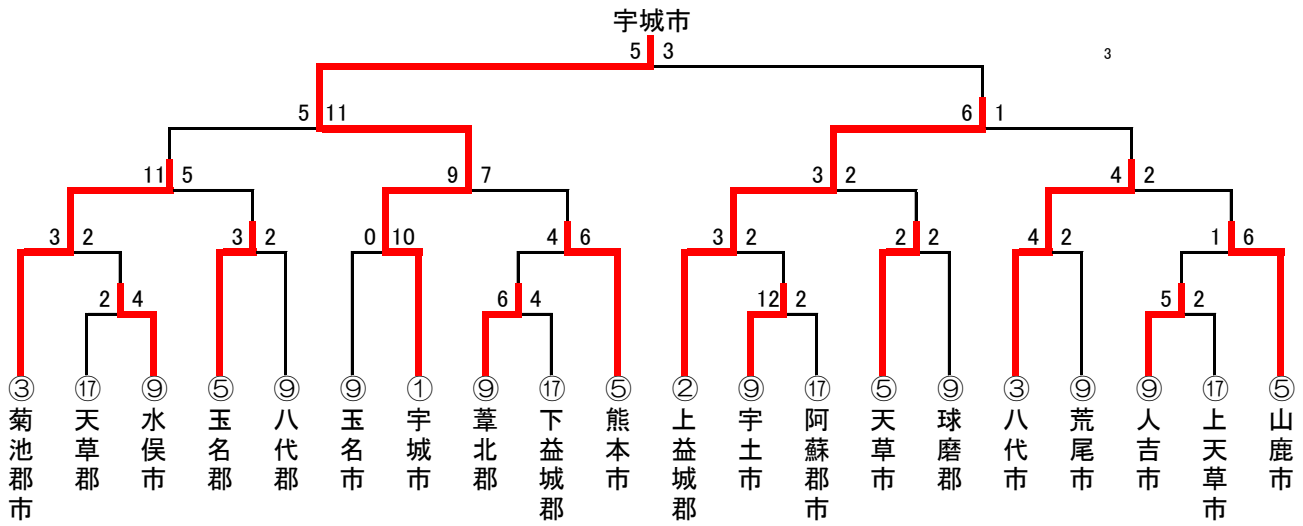 宇城市
5 3 3
5 11 6 1
11 5 9 7 3 2 4 2
3 2 3 2 0 10 4 6 3 2 2 2 4 2 1 6
2 4 6 4 12 2 5 2
③ ⑰ ⑨ ⑤ ⑨ ⑨ ① ⑨ ⑰ ⑤ ② ⑨ ⑰ ⑤ ⑨ ③ ⑨ ⑨ ⑰ ⑤
菊池郡市
天草郡
水俣市
玉名郡
八代郡
玉名市
宇城市
葦北郡
下益城郡
熊本市
上益城郡
宇土市
阿蘇郡市
天草市
球磨郡
八代市
荒尾市
人吉市
上天草市
山鹿市